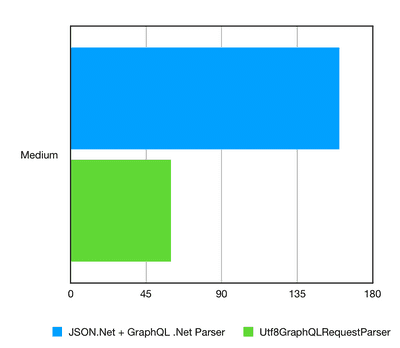 Medium
0 45 90 135 180
JSON.Net + GraphQL .Net Parser Utf8GraphQLRequestParser